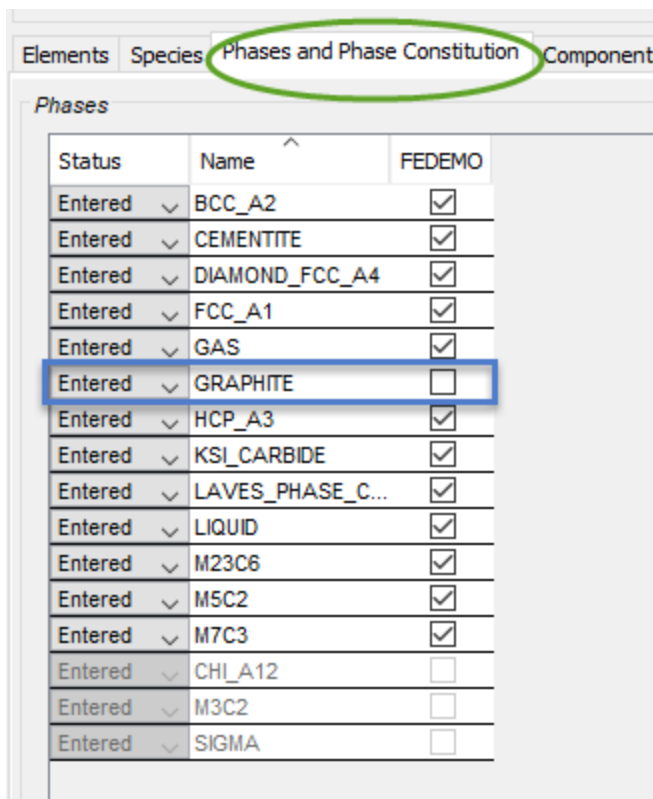 Elements Species Phases and Phase Constitution Component
Phases
Status Name FEDEMO
Entered BCC_A2
Entered CEMENTITE
Entered DIAMOND_FCC_A4
Entered FCC_A1
Entered GAS
Entered GRAPHITE
Entered HCP_A3
Entered KSI_CARBIDE
Entered LAVES_PHASE_C...
Entered LIQUID
Entered M23C6
Entered M5C2
Entered M7C3
Entered CHI_A12
Entered M3C2
Entered SIGMA